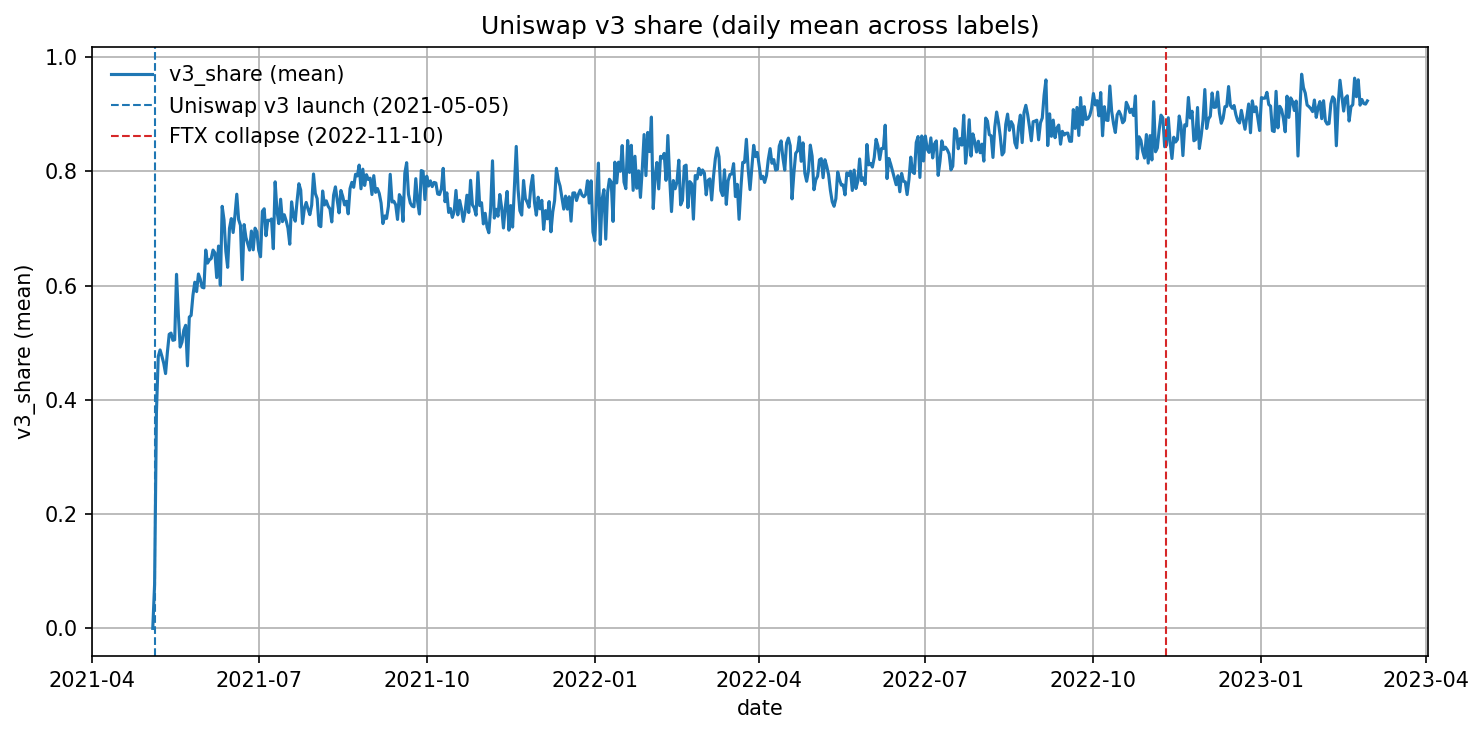 Uniswap v3 share (daily mean across labels)
v3_share (mean)
Uniswap v3 launch (2021-05-05)
FTX collapse (2022-11-10)
v3_share (mean)
1.0
0.8
0.6
0.4
0.2
0.0
2021-04 2021-07 2021-10 2022-01 2022-04 2022-07 2022-10 2023-01 2023-04
date